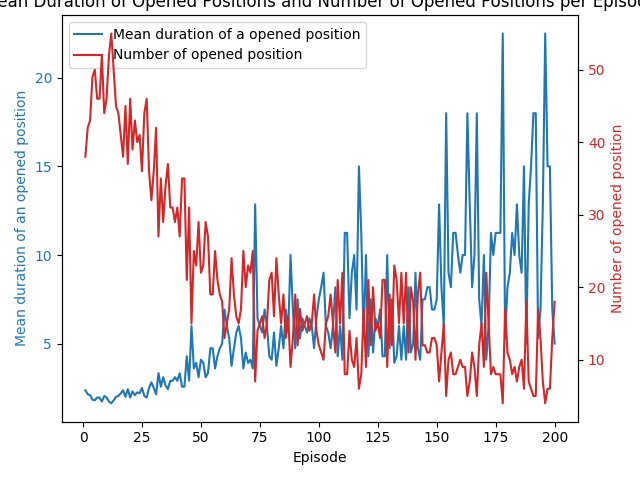 ean Duration of Opened Positions and Number of Opened Positions per Episod
Mean duration of a opened position
Number of opened position
Mean duration of an opened position
5
10
15
20
Number of opened position
10
20
30
40
50
0 25 50 75 100 125 150 175 200
Episode